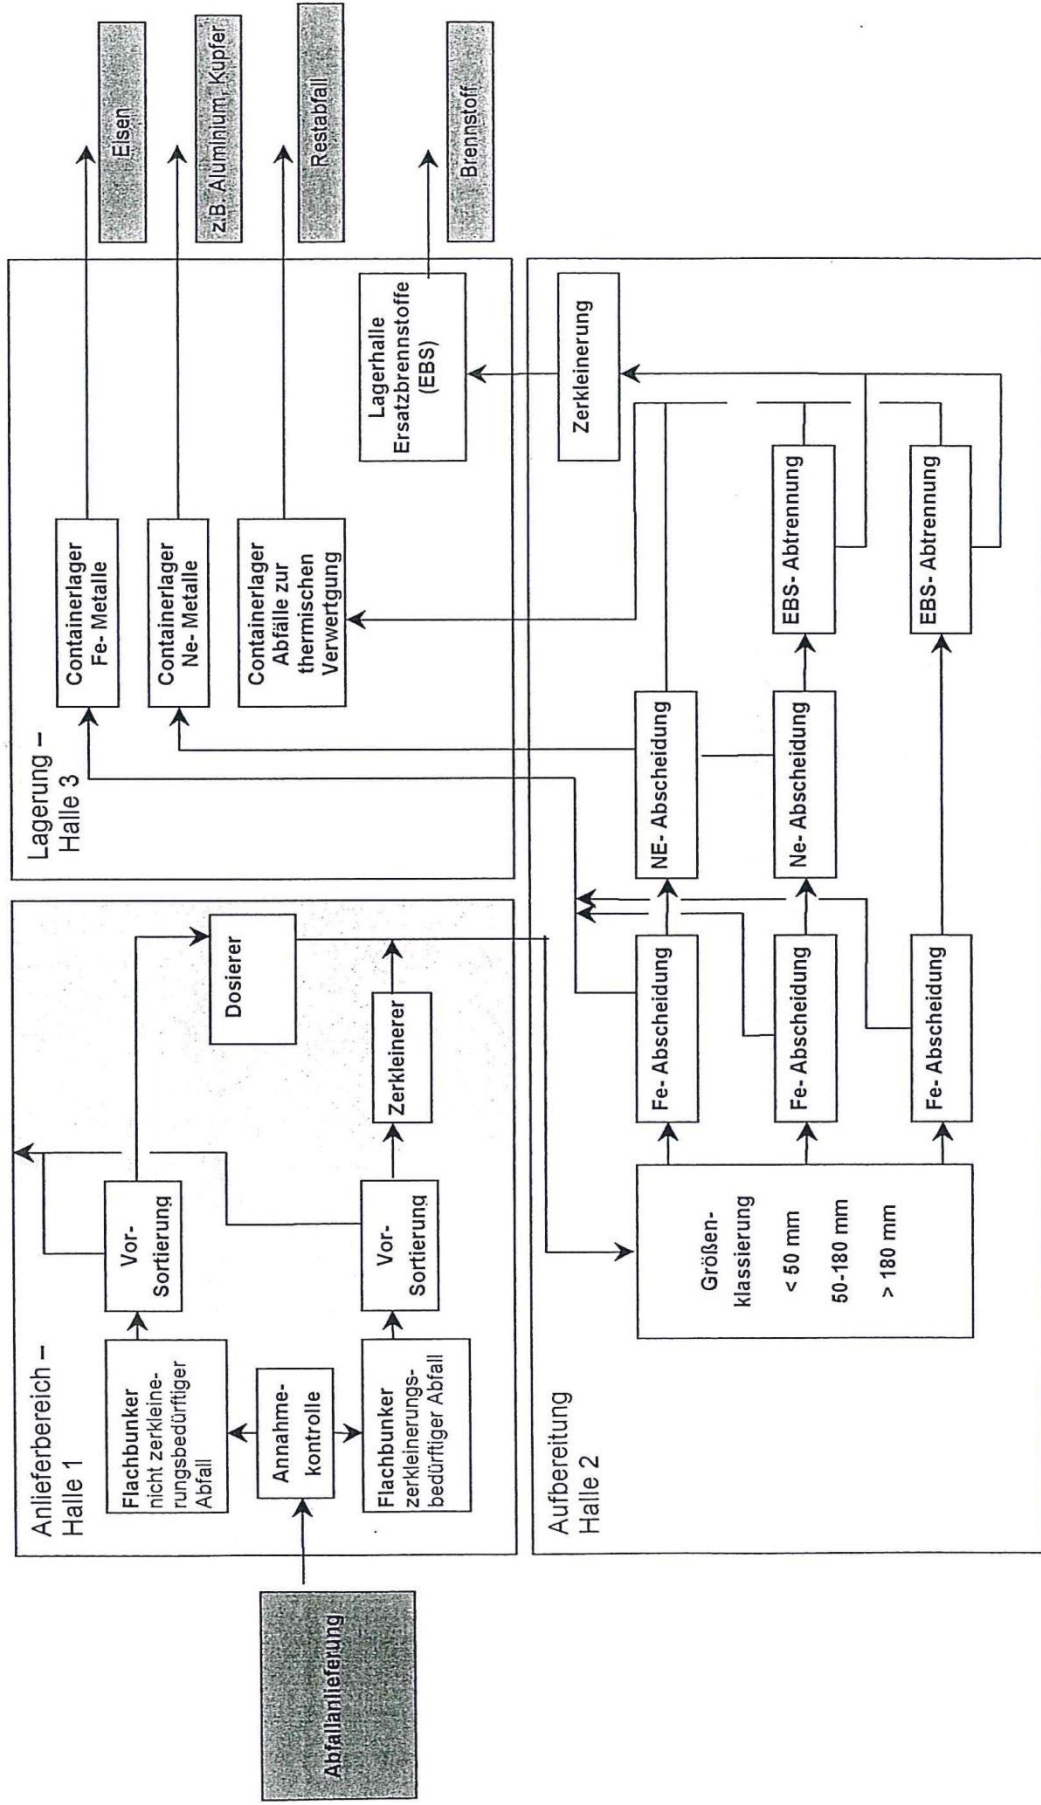 Abfallanlieferung
Anlieferbereich –
Halle 1
Flachbunker
nicht zerkleine-
rungsbedürftiger
Abfall
Annahme-
kontrolle
Flachbunker
zerkleinerungs-
bedürftiger Abfall
Vor-
Sortierung
Vor-
Sortierung
Zerkleinerer
Dosierer
Lagerung –
Halle 3
Containerlager
Fe- Metalle
Containerlager
Ne- Metalle
Containerlager
Abfälle zur
thermischen
Verwertgung
Lagerhalle
Ersatzbrennstoffe
(EBS)
Eisen
z.B. Aluminium, Kupfer
Restabfall
Brennstoff
Aufbereitung
Halle 2
Größen-
klassierung
< 50 mm
50-180 mm
> 180 mm
Fe- Abscheidung
Fe- Abscheidung
Fe- Abscheidung
NE- Abscheidung
Ne- Abscheidung
EBS- Abtrennung
EBS- Abtrennung
Zerkleinerung